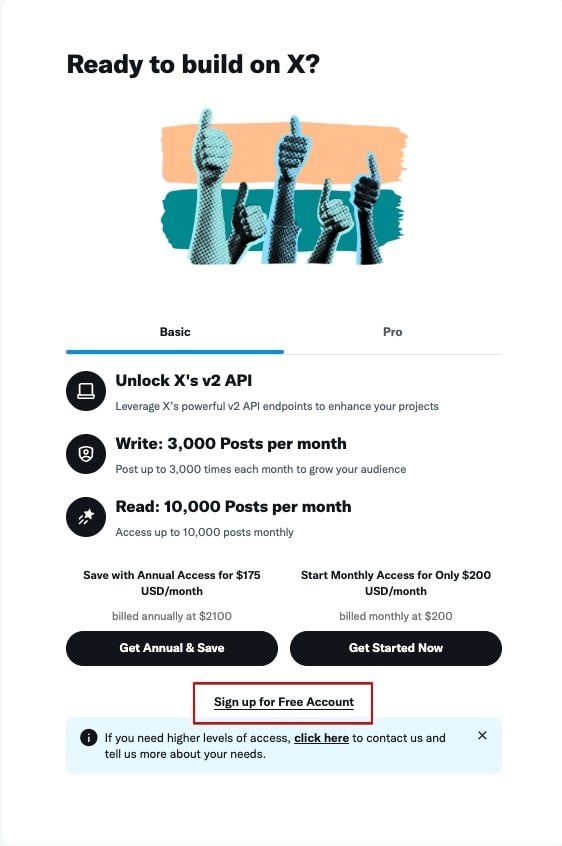 Ready to build on X?
Basic
Pro
Unlock X's v2 API
Leverage X's powerful v2 API endpoints to enhance your projects
Write: 3,000 Posts per month
Post up to 3,000 times each month to grow your audience
Read: 10,000 Posts per month
Access up to 10,000 posts monthly
Save with Annual Access for $175
USD/month
billed annually at $2100
Get Annual & Save
Start Monthly Access for Only $200
USD/month
billed monthly at $200
Get Started Now
Sign up for Free Account
If you need higher levels of access, click here to contact us and
tell us more about your needs.